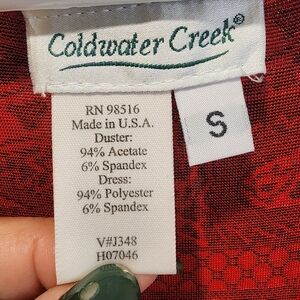 Coldwater Creek®
RN 98516
Made in U.S.A.
Duster:
94% Acetate
6% Spandex
Dress:
94% Polyester
6% Spandex
V#J348
H07046
S